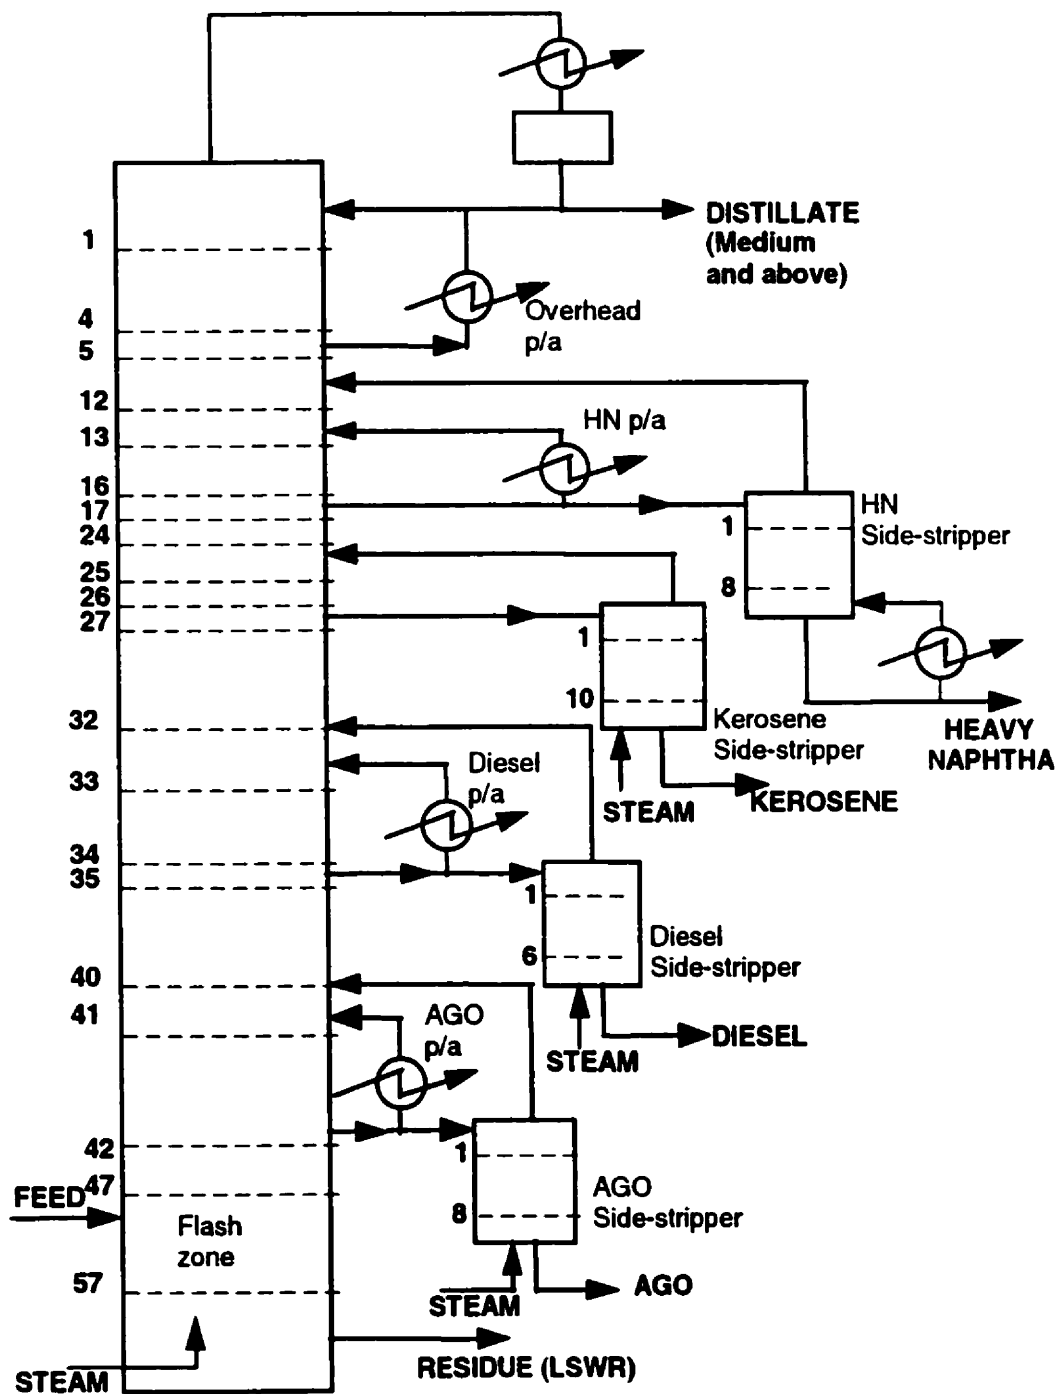 DISTILLATE
(Medium
and above)
1
4
5
Overhead
p/a
12
13
HN p/a
16
17
24
HN
Side-stripper
1
8
25
26
27
1
10
Kerosene
Side-stripper
HEAVY
NAPHTHA
32
33
Diesel
p/a
STEAM
KEROSENE
34
35
1
6
Diesel
Side-stripper
40
41
AGO
p/a
STEAM
DIESEL
42
47
1
8
AGO
Side-stripper
FEED
Flash
zone
57
STEAM
AGO
RESIDUE (LSWR)
STEAM